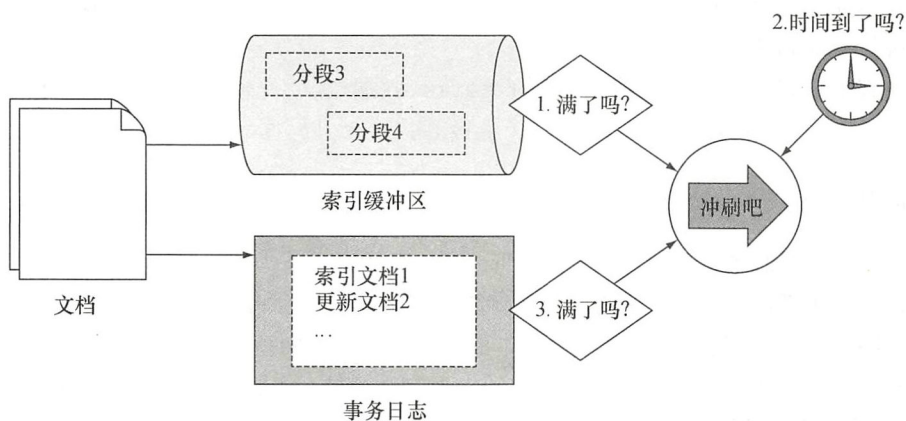 2.时间到了吗?
分段3
1. 满了吗?
分段4
冲刷吧
索引缓冲区
索引文档1
更新文档2
…
3. 满了吗?
文档
事务日志